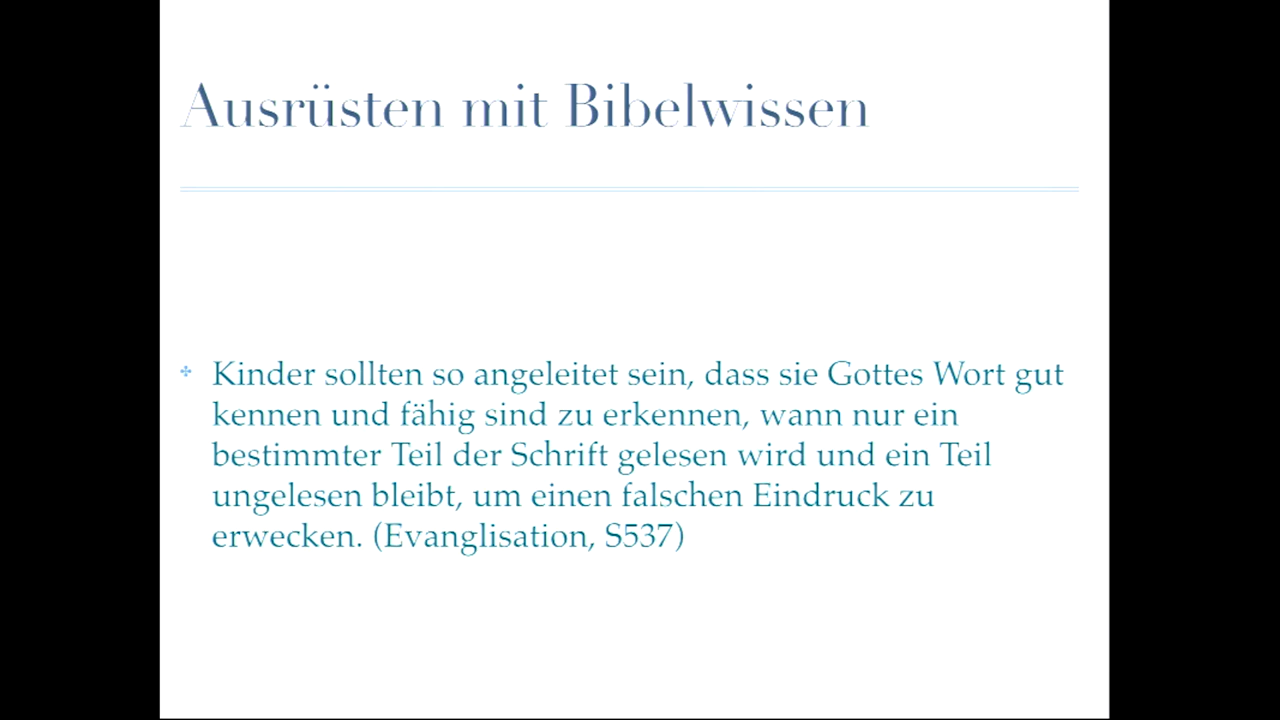 Ausrüsten mit Bibelwissen
Kinder sollten so angeleitet sein, dass sie Gottes Wort gut
kennen und fähig sind zu erkennen, wann nur ein
bestimmter Teil der Schrift gelesen wird und ein Teil
ungelesen bleibt, um einen falschen Eindruck zu
erwecken. (Evanglisation, S537)